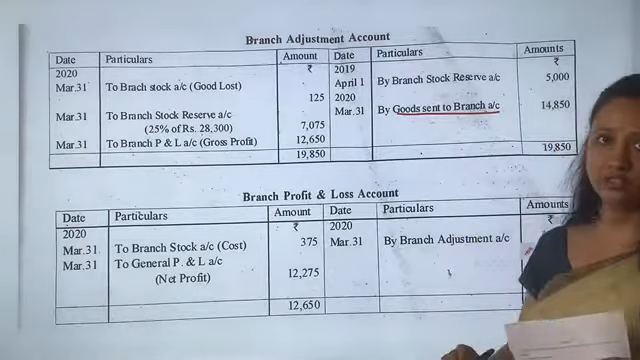 Branch Adjustment Account
Date Particulars Amount Date Particulars Amounts
2020 ₹ 2019 ₹
Mar.31 To Brach stock a/c (Good Lost) April 1 By Branch Stock Reserve a/c 5,000
125 2020
Mar.31 To Branch Stock Reserve a/c Mar.31 By Goods sent to Branch a/c 14,850
(25% of Rs. 28,300) 7,075
Mar.31 To Branch P & L a/c (Gross Profit) 12,650
19,850 19,850
Branch Profit & Loss Account
Date Particulars Amount Date Particulars Amounts
2020 ₹ 2020
Mar.31 To Branch Stock a/c (Cost) 375 Mar.31 By Branch Adjustment a/c
Mar.31 To General P. & L a/c
(Net Profit) 12,275
12,650